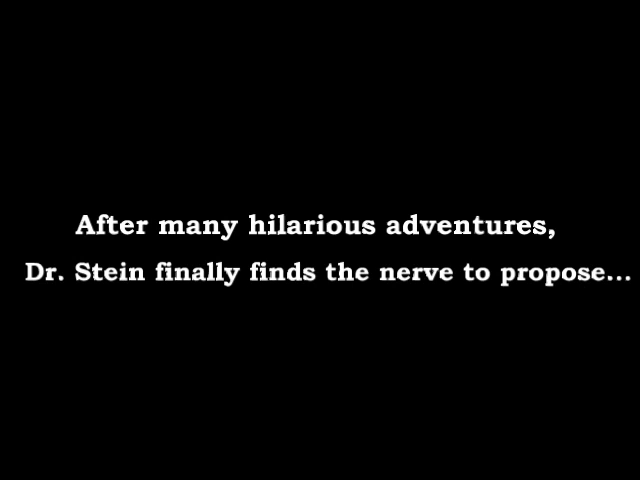 After many hilarious adventures,
Dr. Stein finally finds the nerve to propose...